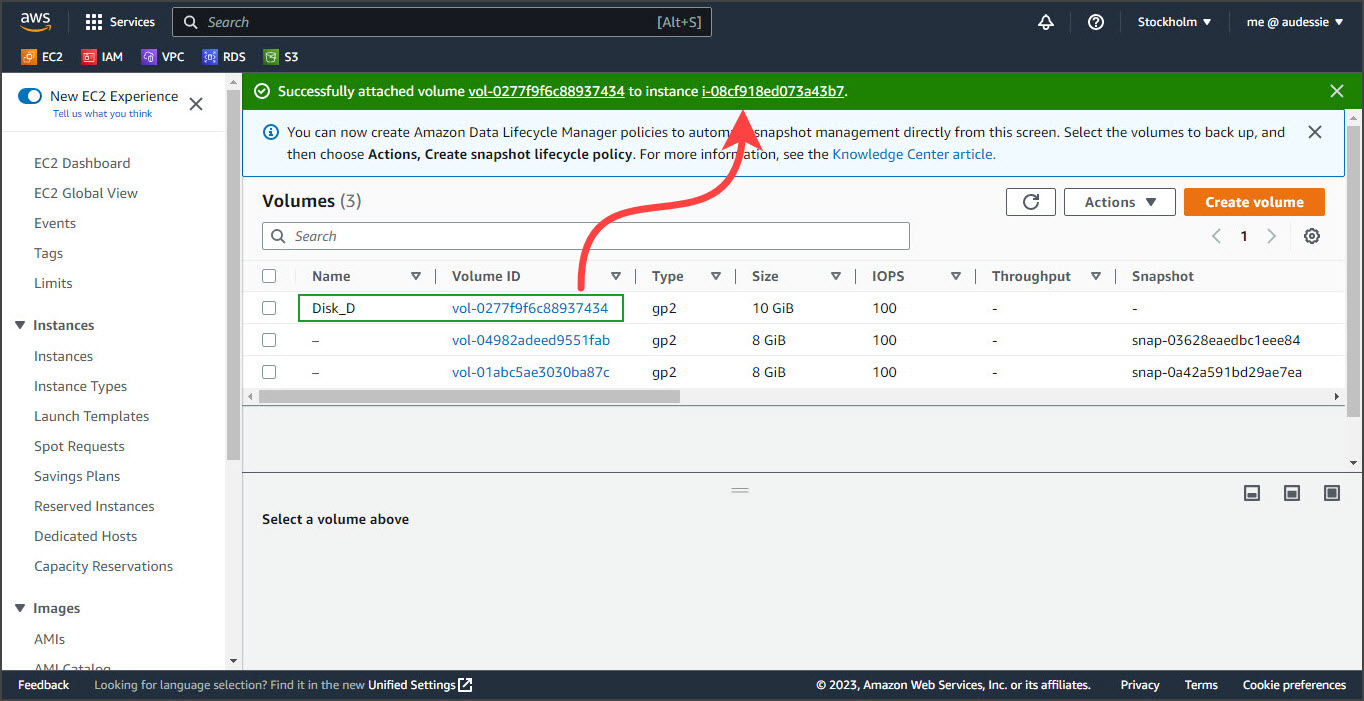 aws Services Search [Alt+S] Stockholm ▼ me @ audessie ▼
EC2 IAM VPC RDS S3
New EC2 Experience
Tell us what you think
EC2 Dashboard
EC2 Global View
Events
Tags
Limits
Instances
Instances
Instance Types
Launch Templates
Spot Requests
Savings Plans
Reserved Instances
Dedicated Hosts
Capacity Reservations
Images
AMIs
AMI Catalog
Successfully attached volume vol-0277f9f6c88937434 to instance i-08cf918ed073a43b7.
You can now create Amazon Data Lifecycle Manager policies to autom snapshot management directly from this screen. Select the volumes to back up, and
then choose Actions, Create snapshot lifecycle policy. For more information, see the Knowledge Center article.
Volumes (3) Actions ▼ Create volume
Search 1
Name Volume ID Type Size IOPS Throughput Snapshot
Disk_D vol-0277f9f6c88937434 gp2 10 GiB 100 - -
– vol-04982adeed9551fab gp2 8 GiB 100 - snap-03628eaedbc1eee84
– vol-01abc5ae3030ba87c gp2 8 GiB 100 - snap-0a42a591bd29ae7ea
Select a volume above
Feedback Looking for language selection? Find it in the new Unified Settings © 2023, Amazon Web Services, Inc. or its affiliates. Privacy Terms Cookie preferences